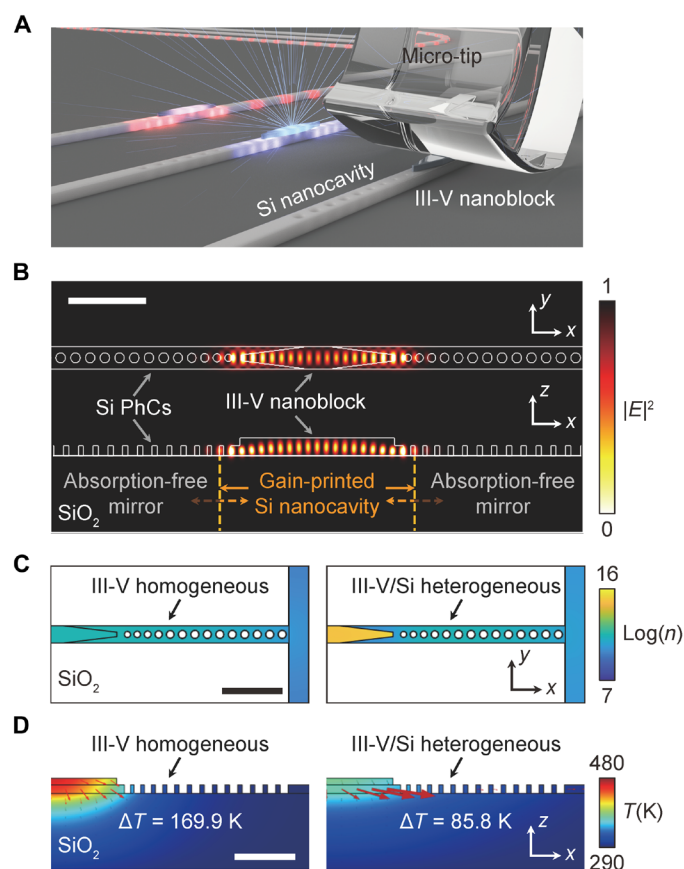 A
Micro-tip
Si nanocavity
III-V nanoblock
B
1
y
x
Si PhCs
III-V nanoblock
z
x
|E|²
Absorption-free
mirror
Gain-printed
Si nanocavity
Absorption-free
mirror
SiO₂
0
C
III-V homogeneous
III-V/Si heterogeneous
16
Log(n)
y
x
SiO₂
7
D
III-V homogeneous
III-V/Si heterogeneous
480
T(K)
ΔT = 169.9 K
ΔT = 85.8 K
z
x
SiO₂
290